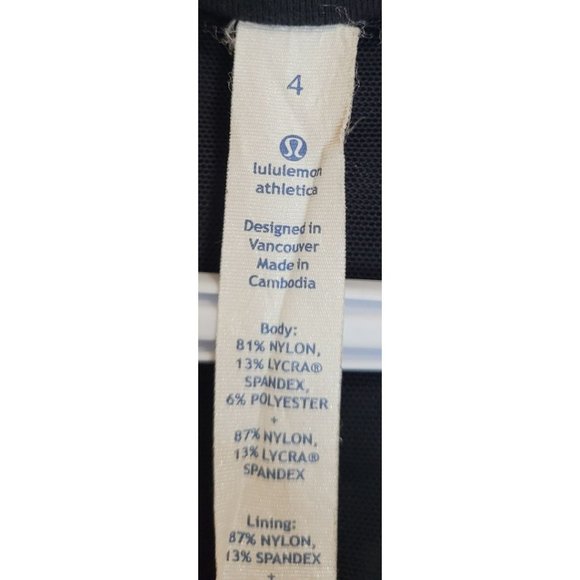 4
lululemon
athletica
Designed in
Vancouver
Made in
Cambodia
Body:
81% NYLON,
13% LYCRA®
SPANDEX,
6% POLYESTER
+
87% NYLON,
13% LYCRA®
SPANDEX
Lining:
87% NYLON,
13% SPANDEX
+